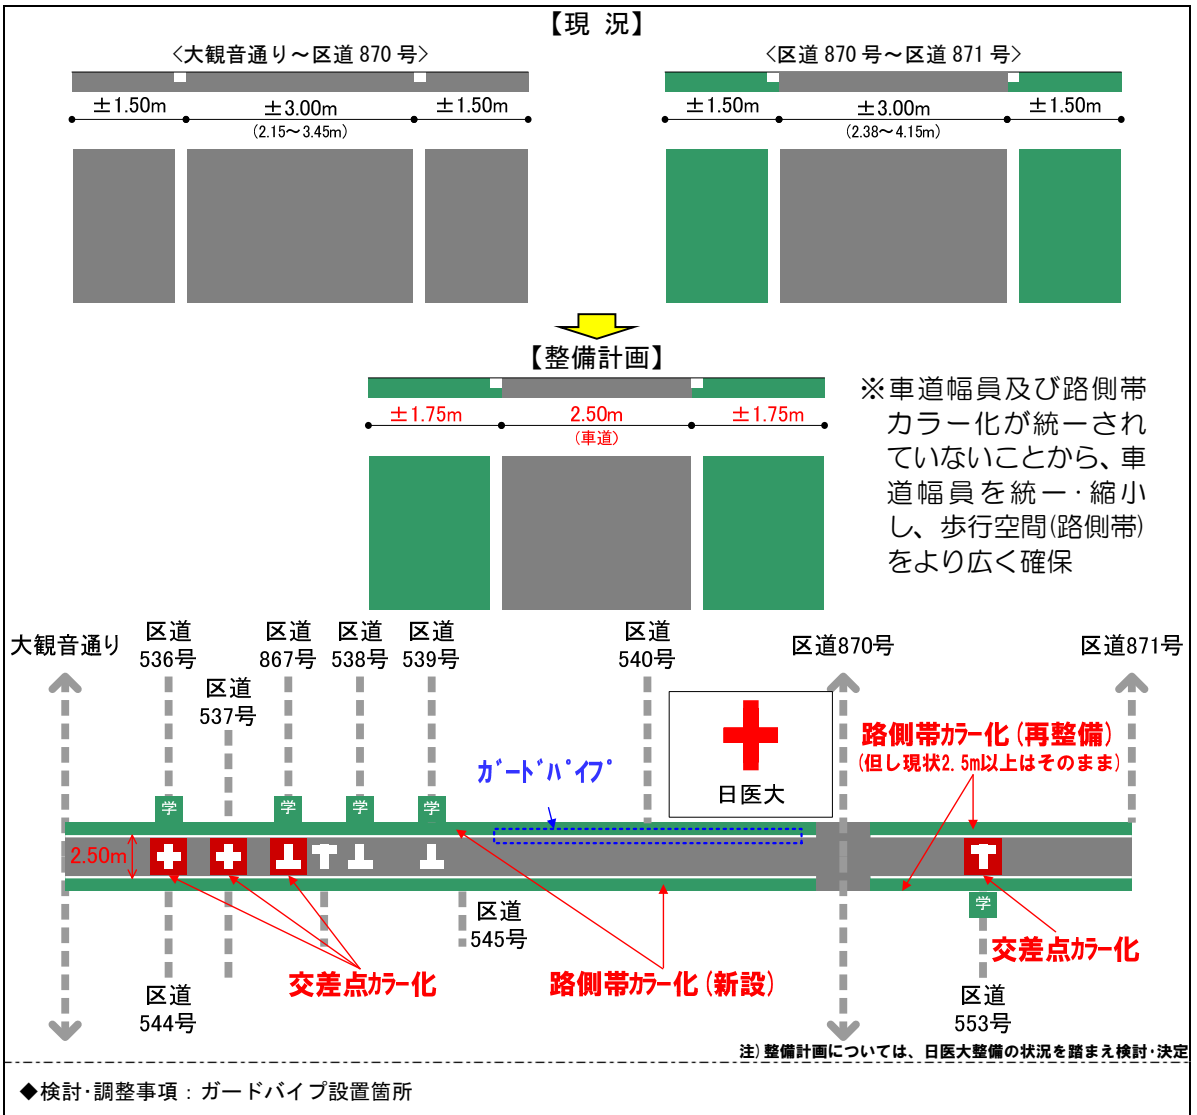 【現 況】
<大観音通り～区道 870 号>
<区道 870 号～区道 871 号>
±1.50m
±3.00m
±1.50m
(2.15～3.45m)
±1.50m
±3.00m
±1.50m
(2.38～4.15m)
【整備計画】
±1.75m
2.50m
±1.75m
(車道)
※車道幅員及び路側帯
カラー化が統一され
ていないことから、車
道幅員を統一・縮小
し、歩行空間(路側帯)
をより広く確保
大観音通り
区道
536号
区道
537号
区道
867号
区道
538号
区道
539号
区道
540号
区道870号
区道871号
日医大
ガードパイプ
路側帯カラー化(再整備)
(但し現状2.5m以上はそのまま)
学
学
学
学
2.50m
学
区道
545号
交差点カラー化
路側帯カラー化(新設)
交差点カラー化
区道
544号
区道
553号
注)整備計画については、日医大整備の状況を踏まえ検討・決定
◆検討・調整事項：ガードバイプ設置箇所